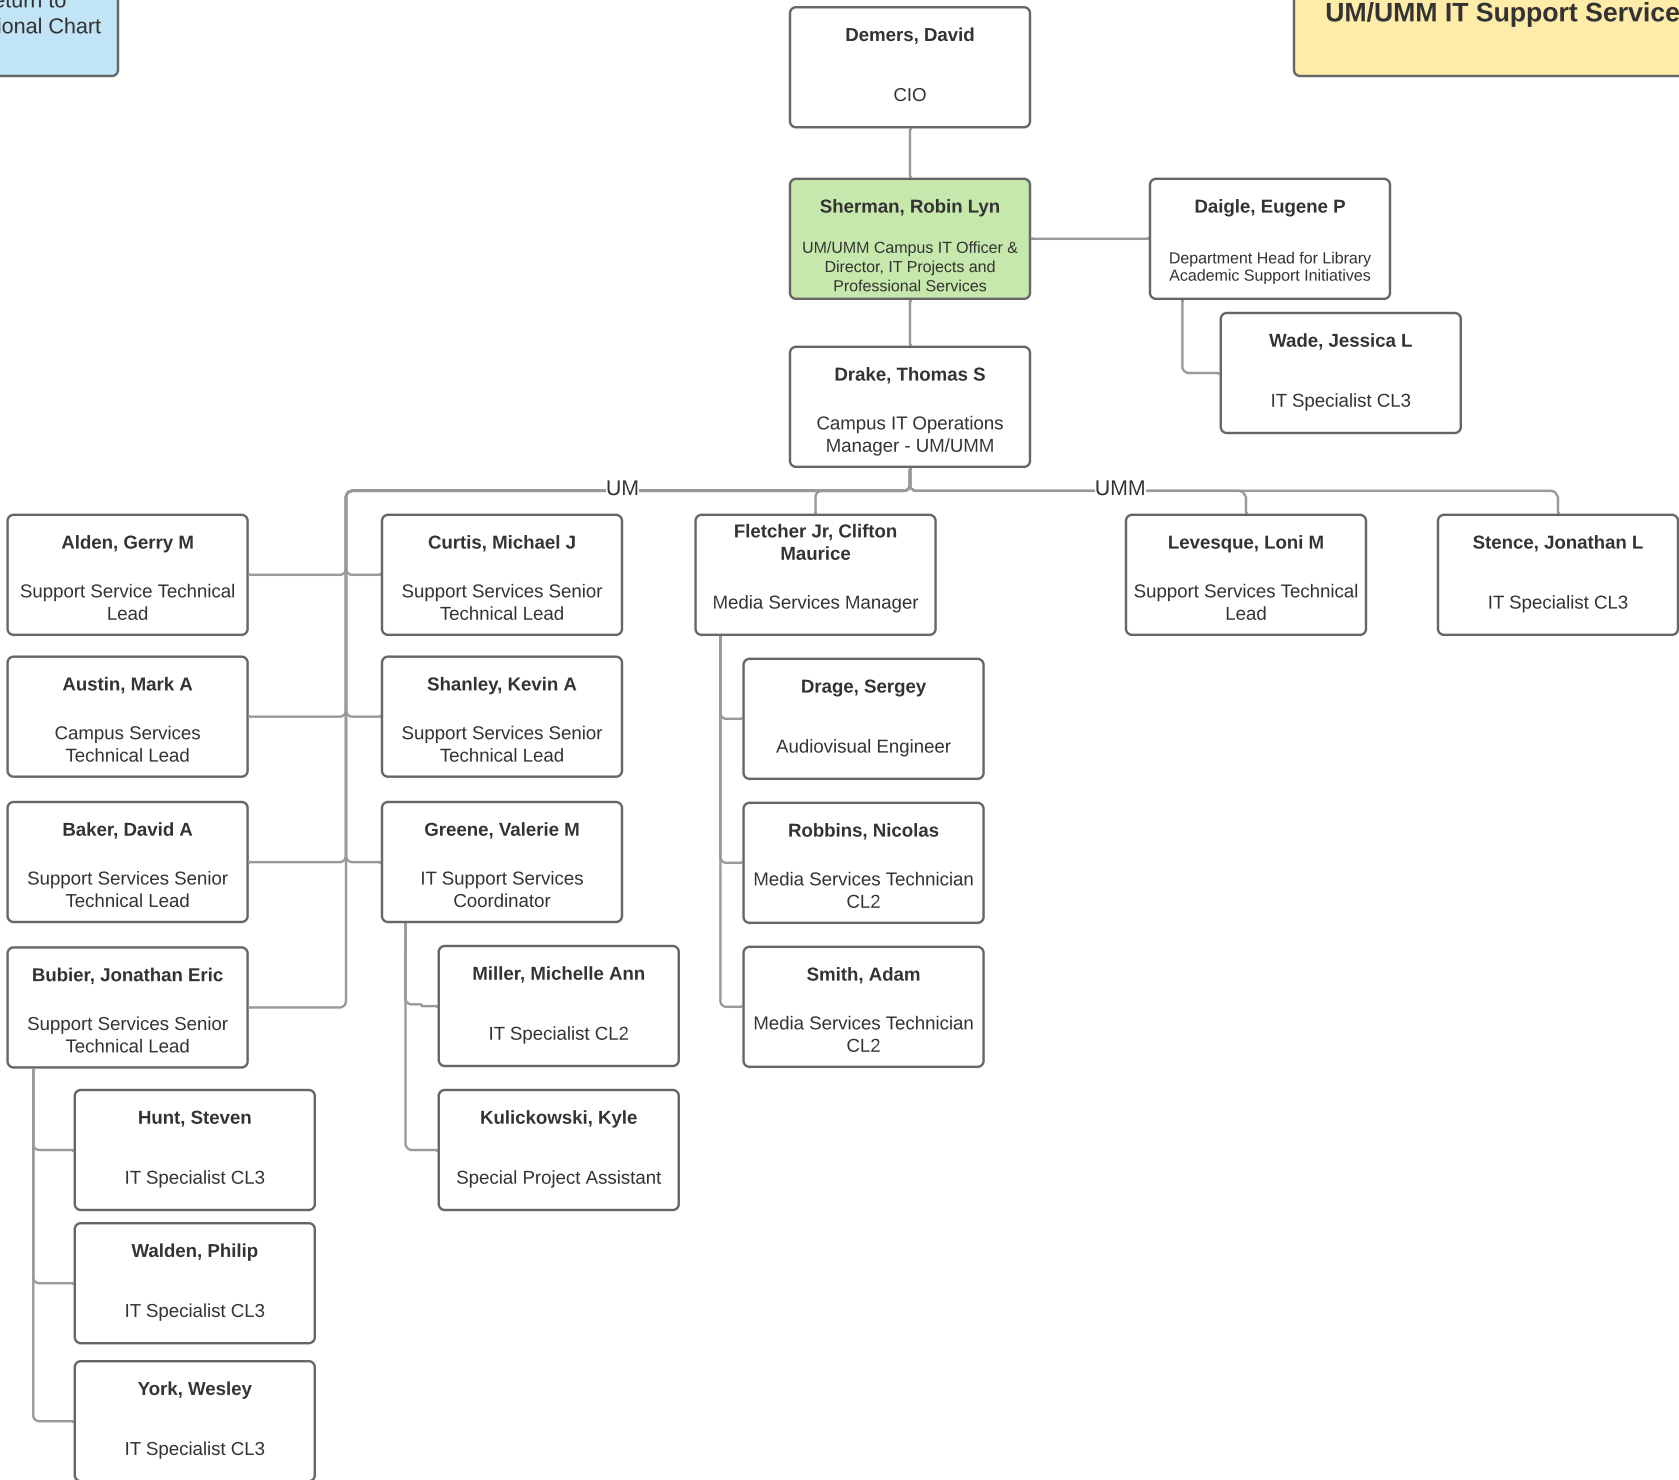 ional Chart
UM/UMM IT Support Service
Demers, David
CIO
Sherman, Robin Lyn
UM/UMM Campus IT Officer &
Director, IT Projects and
Professional Services
Daigle, Eugene P
Department Head for Library
Academic Support Initiatives
Wade, Jessica L
IT Specialist CL3
Drake, Thomas S
Campus IT Operations
Manager - UM/UMM
UM
UMM
Alden, Gerry M
Support Service Technical
Lead
Curtis, Michael J
Support Services Senior
Technical Lead
Fletcher Jr, Clifton
Maurice
Media Services Manager
Levesque, Loni M
Support Services Technical
Lead
Stence, Jonathan L
IT Specialist CL3
Austin, Mark A
Campus Services
Technical Lead
Shanley, Kevin A
Support Services Senior
Technical Lead
Drage, Sergey
Audiovisual Engineer
Baker, David A
Support Services Senior
Technical Lead
Greene, Valerie M
IT Support Services
Coordinator
Robbins, Nicolas
Media Services Technician
CL2
Bubier, Jonathan Eric
Support Services Senior
Technical Lead
Miller, Michelle Ann
IT Specialist CL2
Smith, Adam
Media Services Technician
CL2
Hunt, Steven
IT Specialist CL3
Kulickowski, Kyle
Special Project Assistant
Walden, Philip
IT Specialist CL3
York, Wesley
IT Specialist CL3